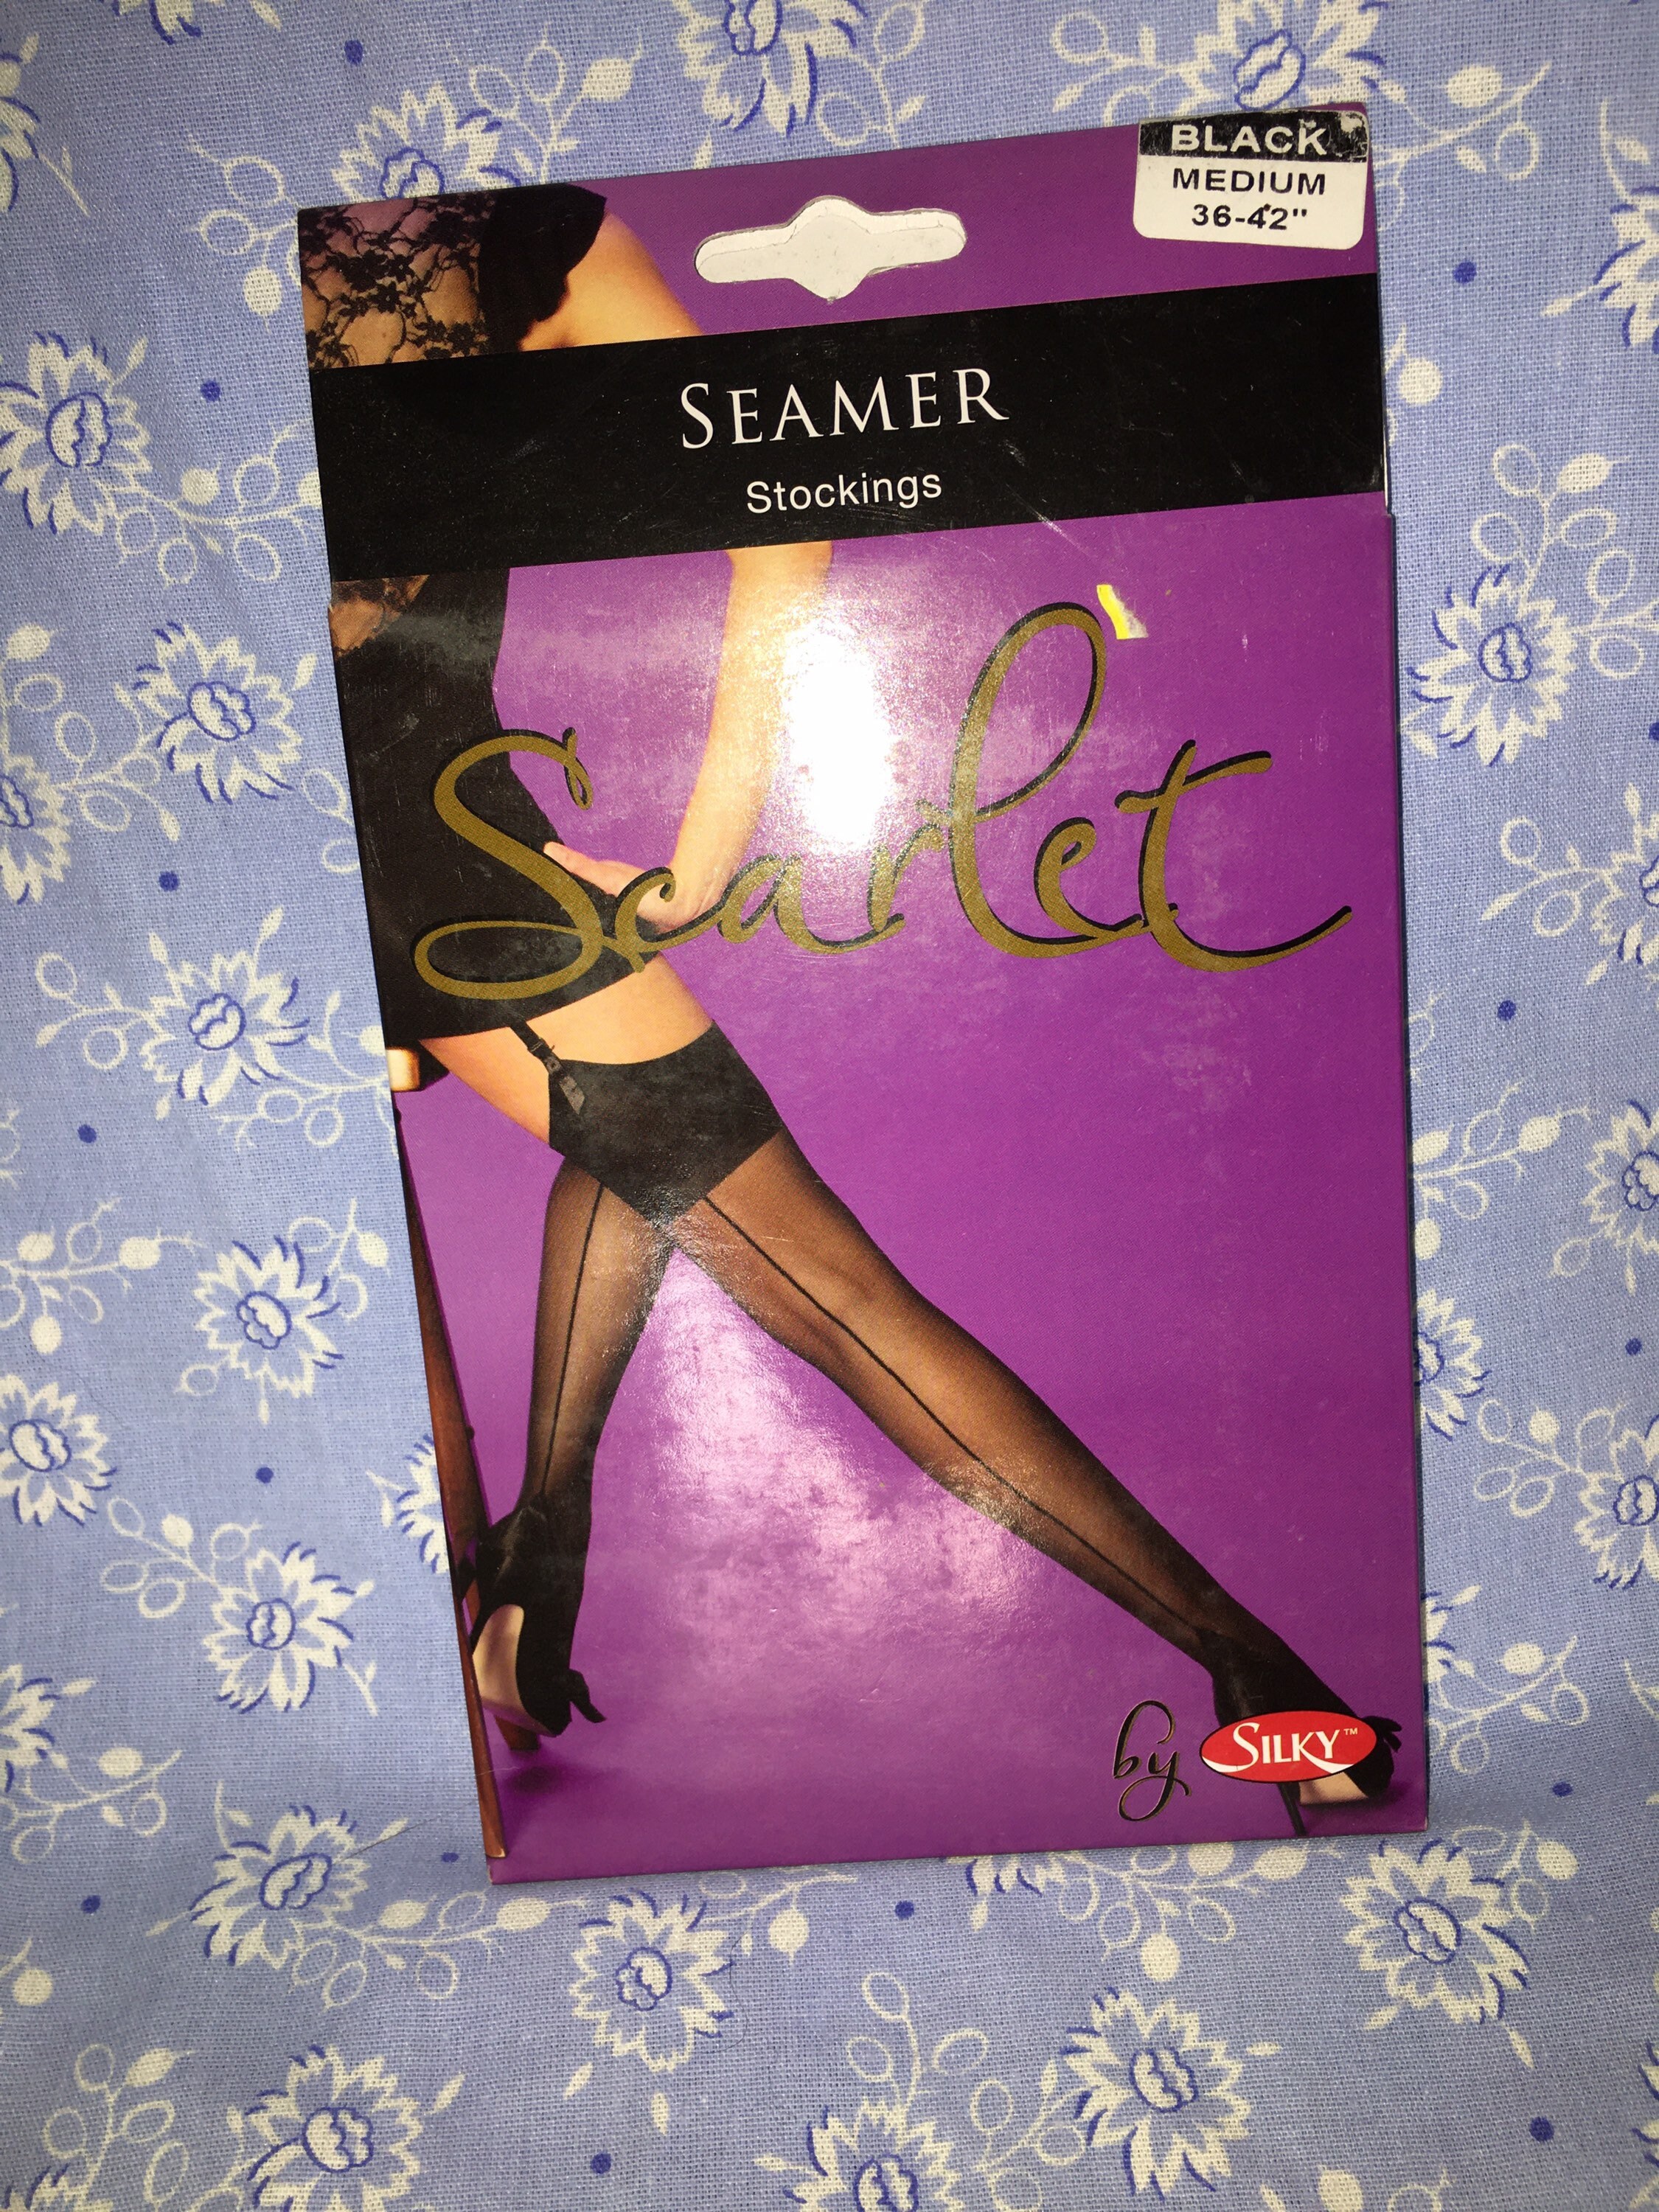 BLACK
MEDIUM
36-42"
SEAMER
Stockings
Scarlet
by SILKY™